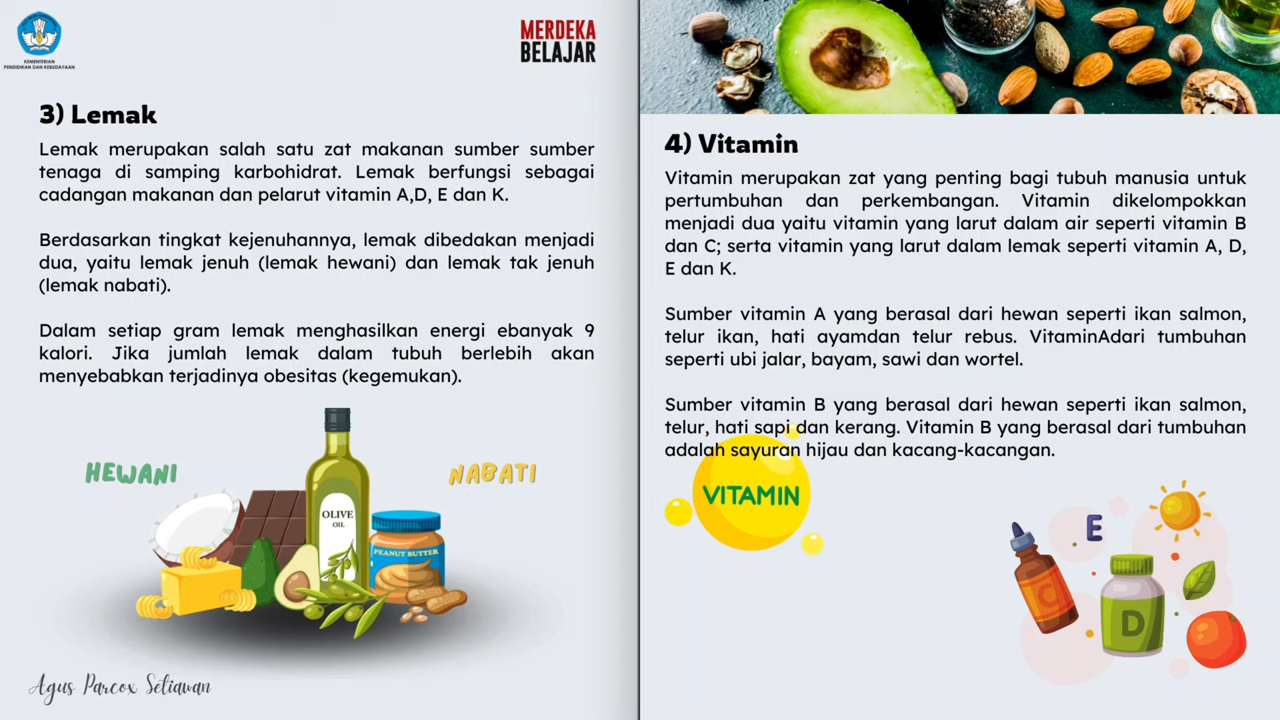 KEMENTERIAN
PENDIDIKAN DAN KEBUDAYAAN
MERDEKA
BELAJAR
3) Lemak
Lemak merupakan salah satu zat makanan sumber sumber
tenaga di samping karbohidrat. Lemak berfungsi sebagai
cadangan makanan dan pelarut vitamin A,D, E dan K.
Berdasarkan tingkat kejenuhannya, lemak dibedakan menjadi
dua, yaitu lemak jenuh (lemak hewani) dan lemak tak jenuh
(lemak nabati).
Dalam setiap gram lemak menghasilkan energi ebanyak 9
kalori. Jika jumlah lemak dalam tubuh berlebih akan
menyebabkan terjadinya obesitas (kegemukan).
HEWANI
NABATI
OLIVE
OIL
PEANUT BUTTER
Agus Parcox Setiawan
4) Vitamin
Vitamin merupakan zat yang penting bagi tubuh manusia untuk
pertumbuhan dan perkembangan. Vitamin dikelompokkan
menjadi dua yaitu vitamin yang larut dalam air seperti vitamin B
dan C; serta vitamin yang larut dalam lemak seperti vitamin A, D,
E dan K.
Sumber vitamin A yang berasal dari hewan seperti ikan salmon,
telur ikan, hati ayamdan telur rebus. VitaminAdari tumbuhan
seperti ubi jalar, bayam, sawi dan wortel.
Sumber vitamin B yang berasal dari hewan seperti ikan salmon,
telur, hati sapi dan kerang. Vitamin B yang berasal dari tumbuhan
adalah sayuran hijau dan kacang-kacangan.
VITAMIN
E
C
D